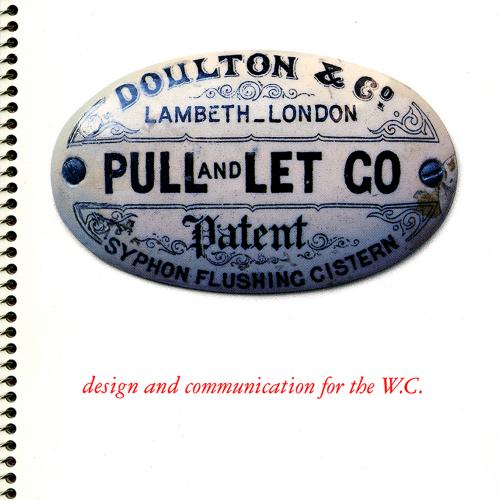 DOULTON & Co
LAMBETH_LONDON
PULL AND LET GO
Patent
SYPHON FLUSHING CISTERN
design and communication for the W.C.